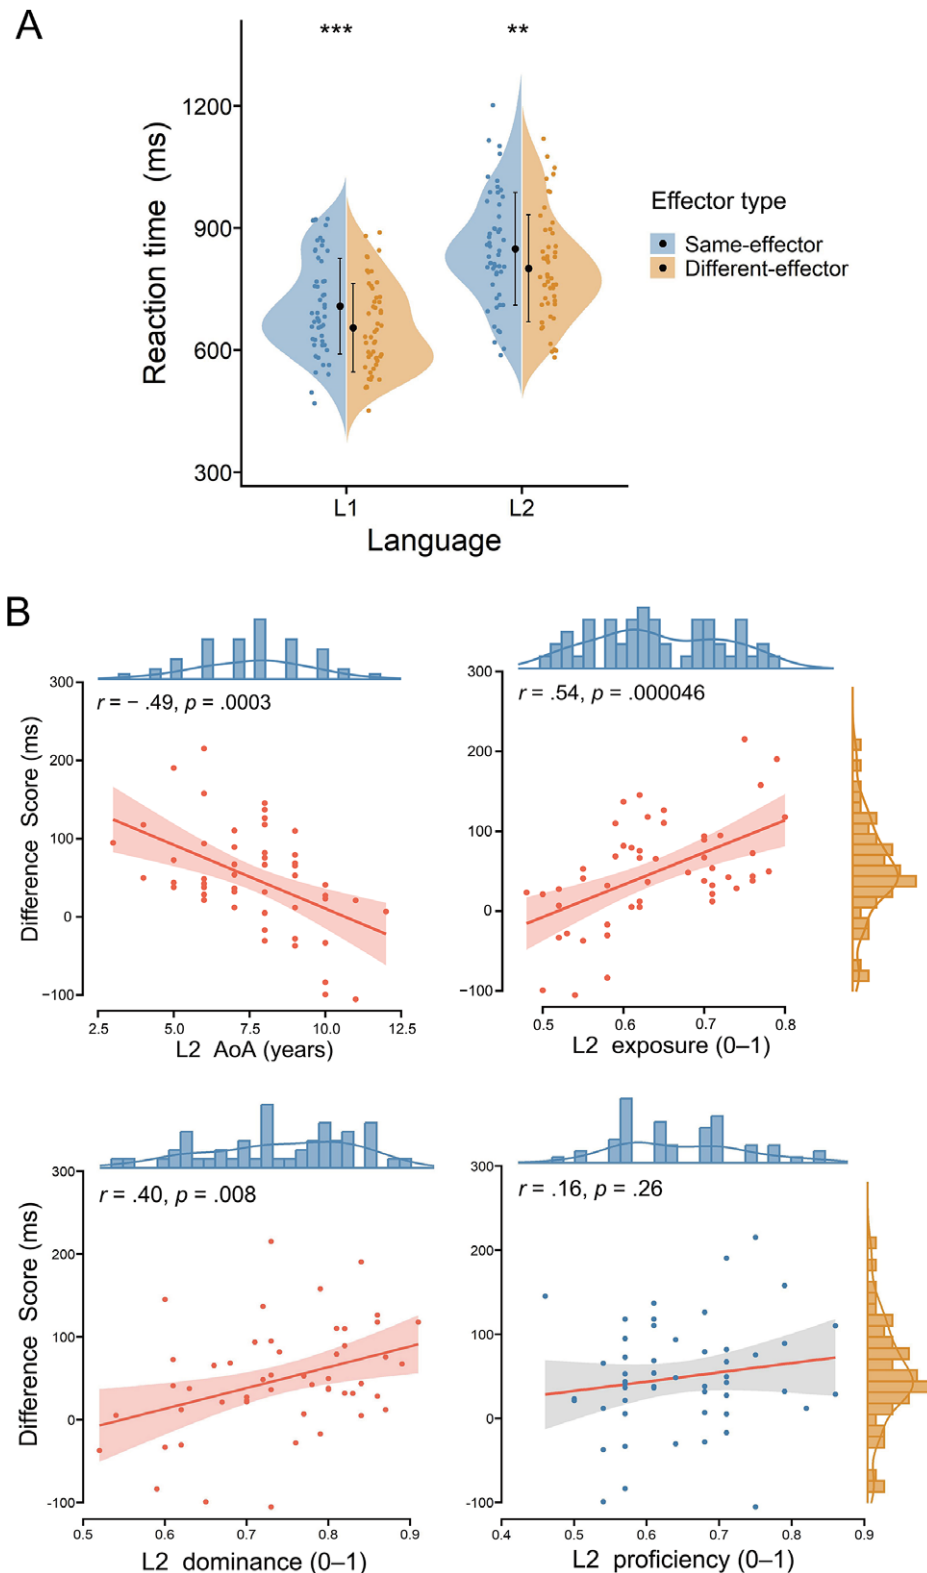 A
*** **
1200
900
600
300
Reaction time (ms)
L1 L2
Language
Effector type
Same-effector
Different-effector
B
r = – .49, p = .0003
300
200
100
0
−100
Difference Score (ms)
2.5 5.0 7.5 10.0 12.5
L2 AoA (years)
r = .54, p = .000046
300
200
100
0
−100
0.5 0.6 0.7 0.8
L2 exposure (0–1)
r = .40, p = .008
300
200
100
0
-100
Difference Score (ms)
0.5 0.6 0.7 0.8 0.9
L2 dominance (0–1)
r = .16, p = .26
300
200
100
0
-100
0.4 0.5 0.6 0.7 0.8 0.9
L2 proficiency (0–1)